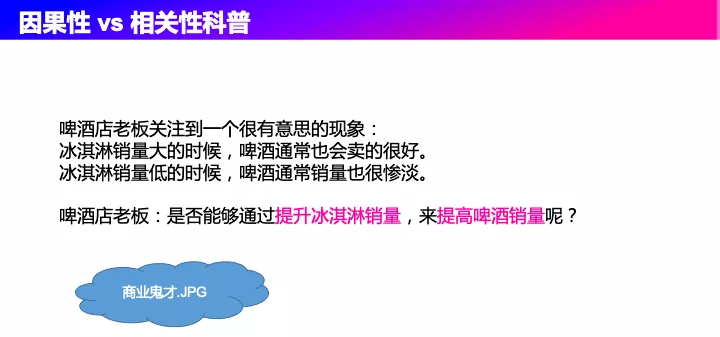 因果性 vs 相关性科普
啤酒店老板关注到一个很有意思的现象：
冰淇淋销量大的时候，啤酒通常也会卖的很好。
冰淇淋销量低的时候，啤酒通常销量也很惨淡。
啤酒店老板：是否能够通过提升冰淇淋销量，来提高啤酒销量呢？
商业鬼才.JPG